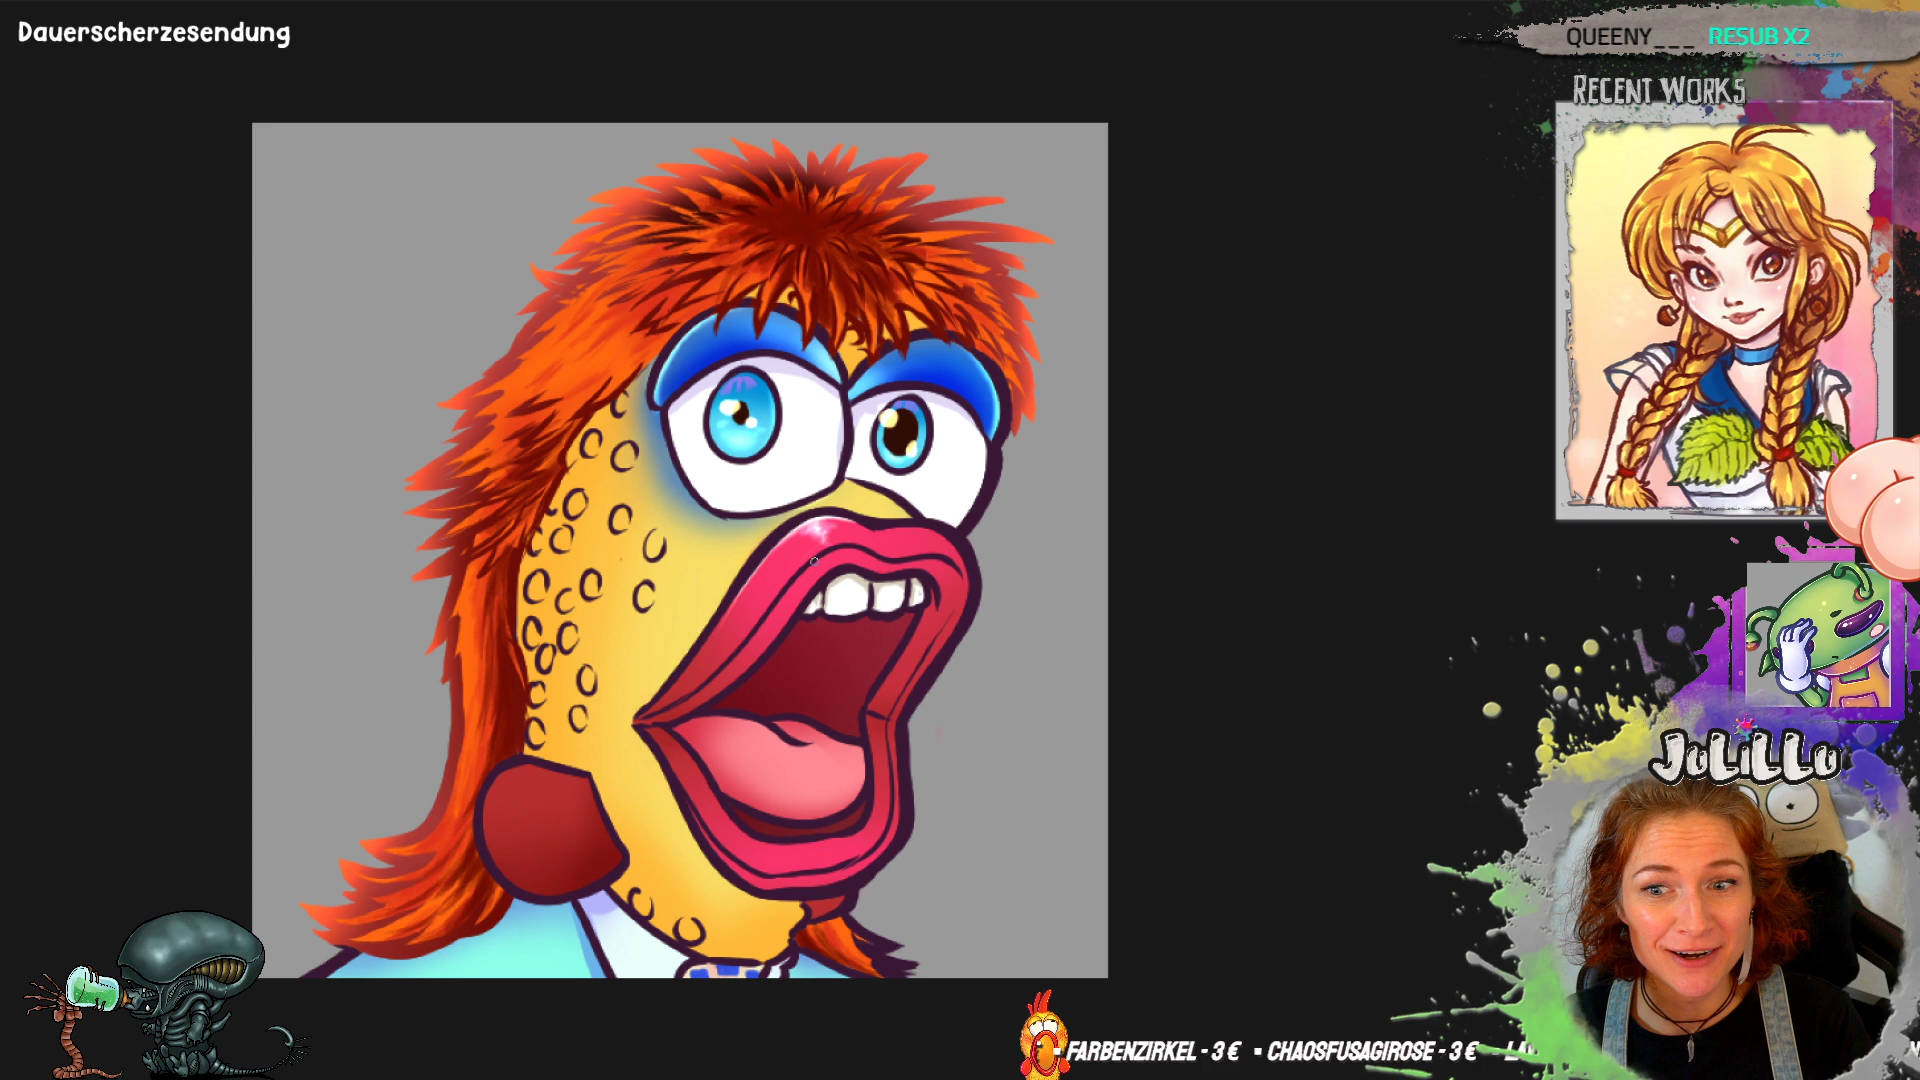 Dauerscherzesendung
QUEENY___ RESUB X2
RECENT WORKS
JULILLU
▪ FARBENZIRKEL - 3 € ▪ CHAOSFUSAGIROSE - 3 €